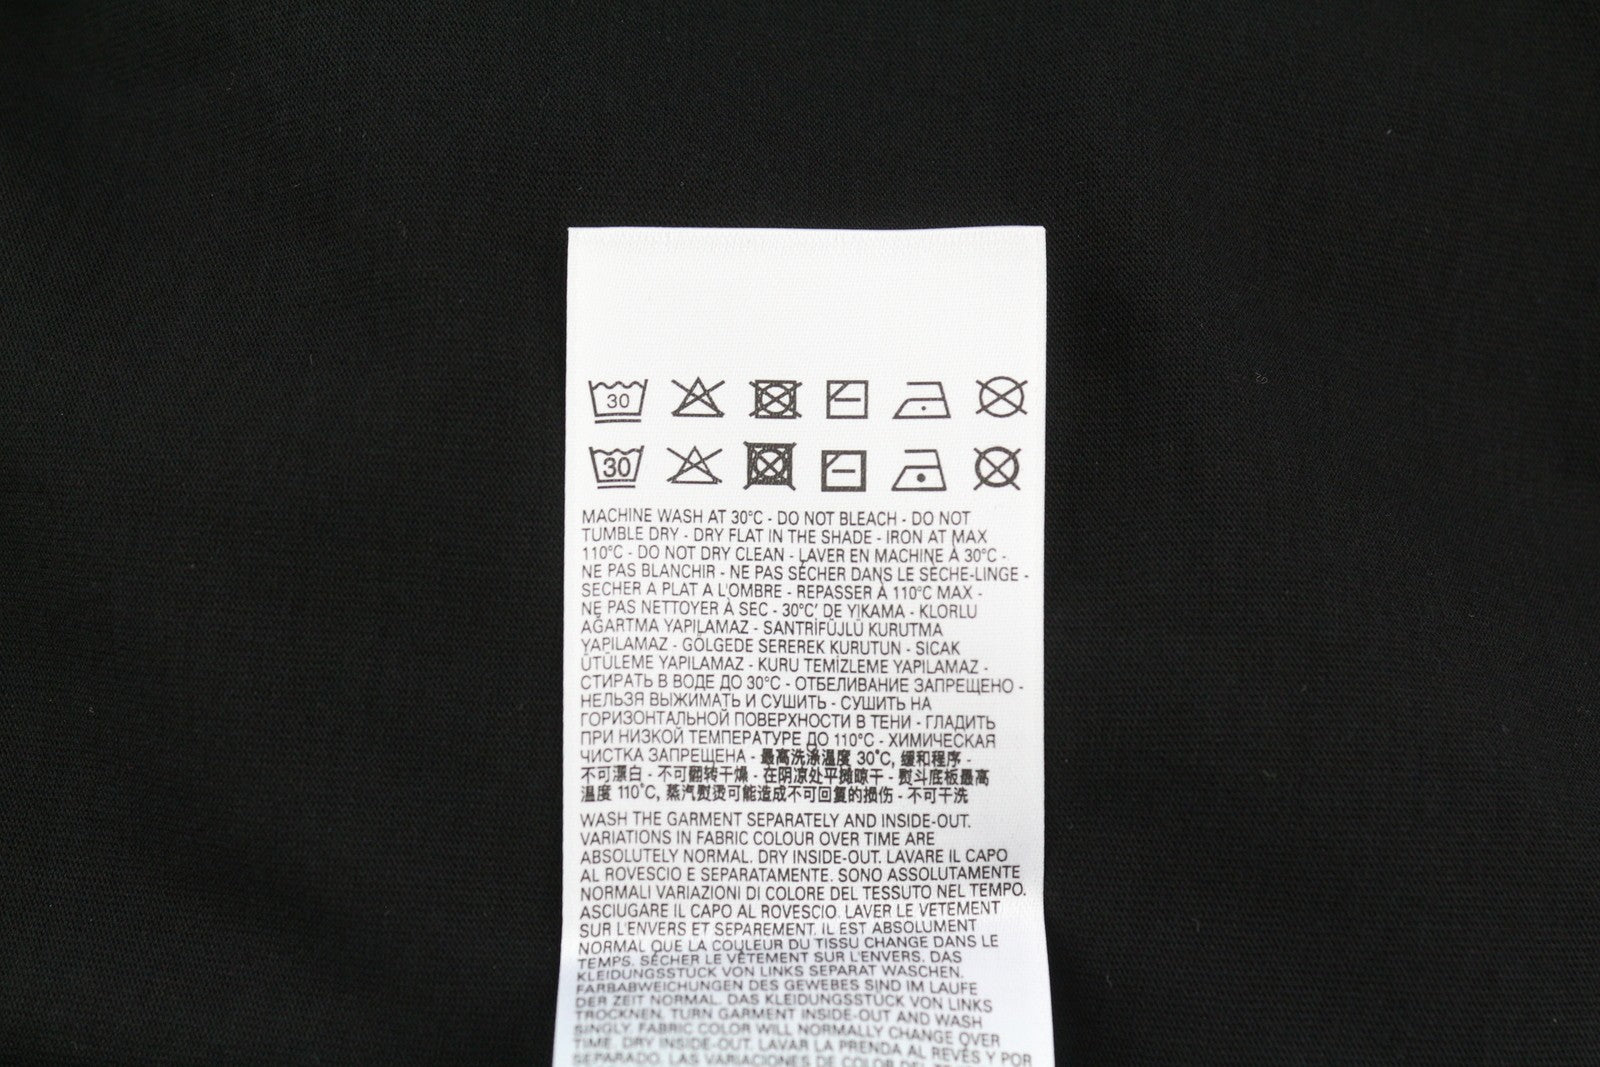 30
30
MACHINE WASH AT 30°C - DO NOT BLEACH - DO NOT
TUMBLE DRY - DRY FLAT IN THE SHADE - IRON AT MAX
110°C - DO NOT DRY CLEAN - LAVER EN MACHINE À 30°C -
NE PAS BLANCHIR - NE PAS SÉCHER DANS LE SÈCHE-LINGE -
SÉCHER A PLAT A L'OMBRE - REPASSER À 110°C MAX -
NE PAS NETTOYER À SEC - 30°C' DE YIKAMA - KLORLU
AĞARTMA YAPILAMAZ - SANTRİFÜJLÜ KURUTMA
YAPILAMAZ - GÖLGEDE SEREREK KURUTUN - SICAK
ÜTÜLEME YAPILAMAZ - KURU TEMİZLEME YAPILAMAZ -
СТИРАТЬ В ВОДЕ ДО 30°C - ОТБЕЛИВАНИЕ ЗАПРЕЩЕНО -
НЕЛЬЗЯ ВЫЖИМАТЬ И СУШИТЬ - СУШИТЬ НА
ГОРИЗОНТАЛЬНОЙ ПОВЕРХНОСТИ В ТЕНИ - ГЛАДИТЬ
ПРИ НИЗКОЙ ТЕМПЕРАТУРЕ ДО 110°C - ХИМИЧЕСКАЯ
ЧИСТКА ЗАПРЕЩЕНА - 最高洗涤温度 30°C, 缓和程序 -
不可漂白 - 不可翻转干燥 - 在阴凉处平摊晾干 - 熨斗底板最高
温度 110°C, 蒸汽熨烫可能造成不可回复的损伤 - 不可干洗
WASH THE GARMENT SEPARATELY AND INSIDE-OUT.
VARIATIONS IN FABRIC COLOUR OVER TIME ARE
ABSOLUTELY NORMAL. DRY INSIDE-OUT. LAVARE IL CAPO
AL ROVESCIO E SEPARATAMENTE. SONO ASSOLUTAMENTE
NORMALI VARIAZIONI DI COLORE DEL TESSUTO NEL TEMPO.
ASCIUGARE IL CAPO AL ROVESCIO. LAVER LE VETEMENT
SUR L'ENVERS ET SEPAREMENT. IL EST ABSOLUMENT
NORMAL QUE LA COULEUR DU TISSU CHANGE DANS LE
TEMPS. SÉCHER LE VÊTEMENT SUR L'ENVERS. DAS
KLEIDUNGSSTÜCK VON LINKS SEPARAT WASCHEN.
FARBABWEICHUNGEN DES GEWEBES SIND IM LAUFE
DER ZEIT NORMAL. DAS KLEIDUNGSSTÜCK VON LINKS
TROCKNEN. TURN GARMENT INSIDE-OUT AND WASH
SINGLY. FABRIC COLOR WILL NORMALLY CHANGE OVER
TIME. DRY INSIDE-OUT. LAVAR LA PRENDA AL REVÉS Y POR
SEPARADO. LAS VARIACIONES DE COLOR DEL